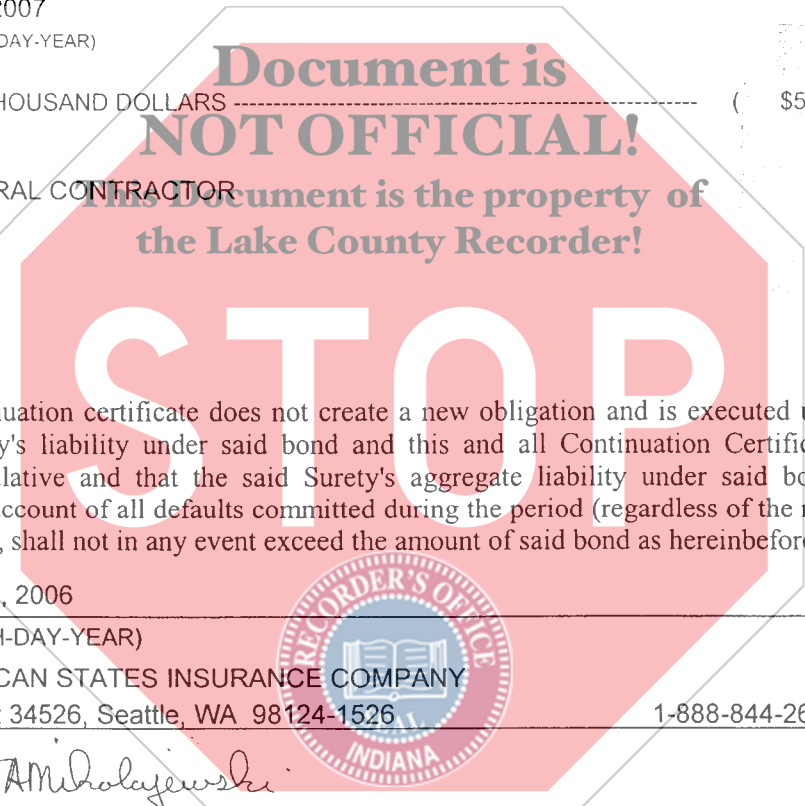 2007
DAY-YEAR)
Document is
HOUSAND DOLLARS ------------------------------------------------------- ( $5
NOT OFFICIAL!
RAL CONTRACTOR
This Document is the property of
the Lake County Recorder!
STOP
nuation certificate does not create a new obligation and is executed u
y's liability under said bond and this and all Continuation Certific
ulative and that the said Surety's aggregate liability under said bo
account of all defaults committed during the period (regardless of the
, shall not in any event exceed the amount of said bond as hereinbefor
, 2006
H-DAY-YEAR)
CAN STATES INSURANCE COMPANY
34526, Seattle, WA 98124-1526 1-888-844-26
RECORDER'S OFFICE
SEAL
INDIANA
AMikolajewski